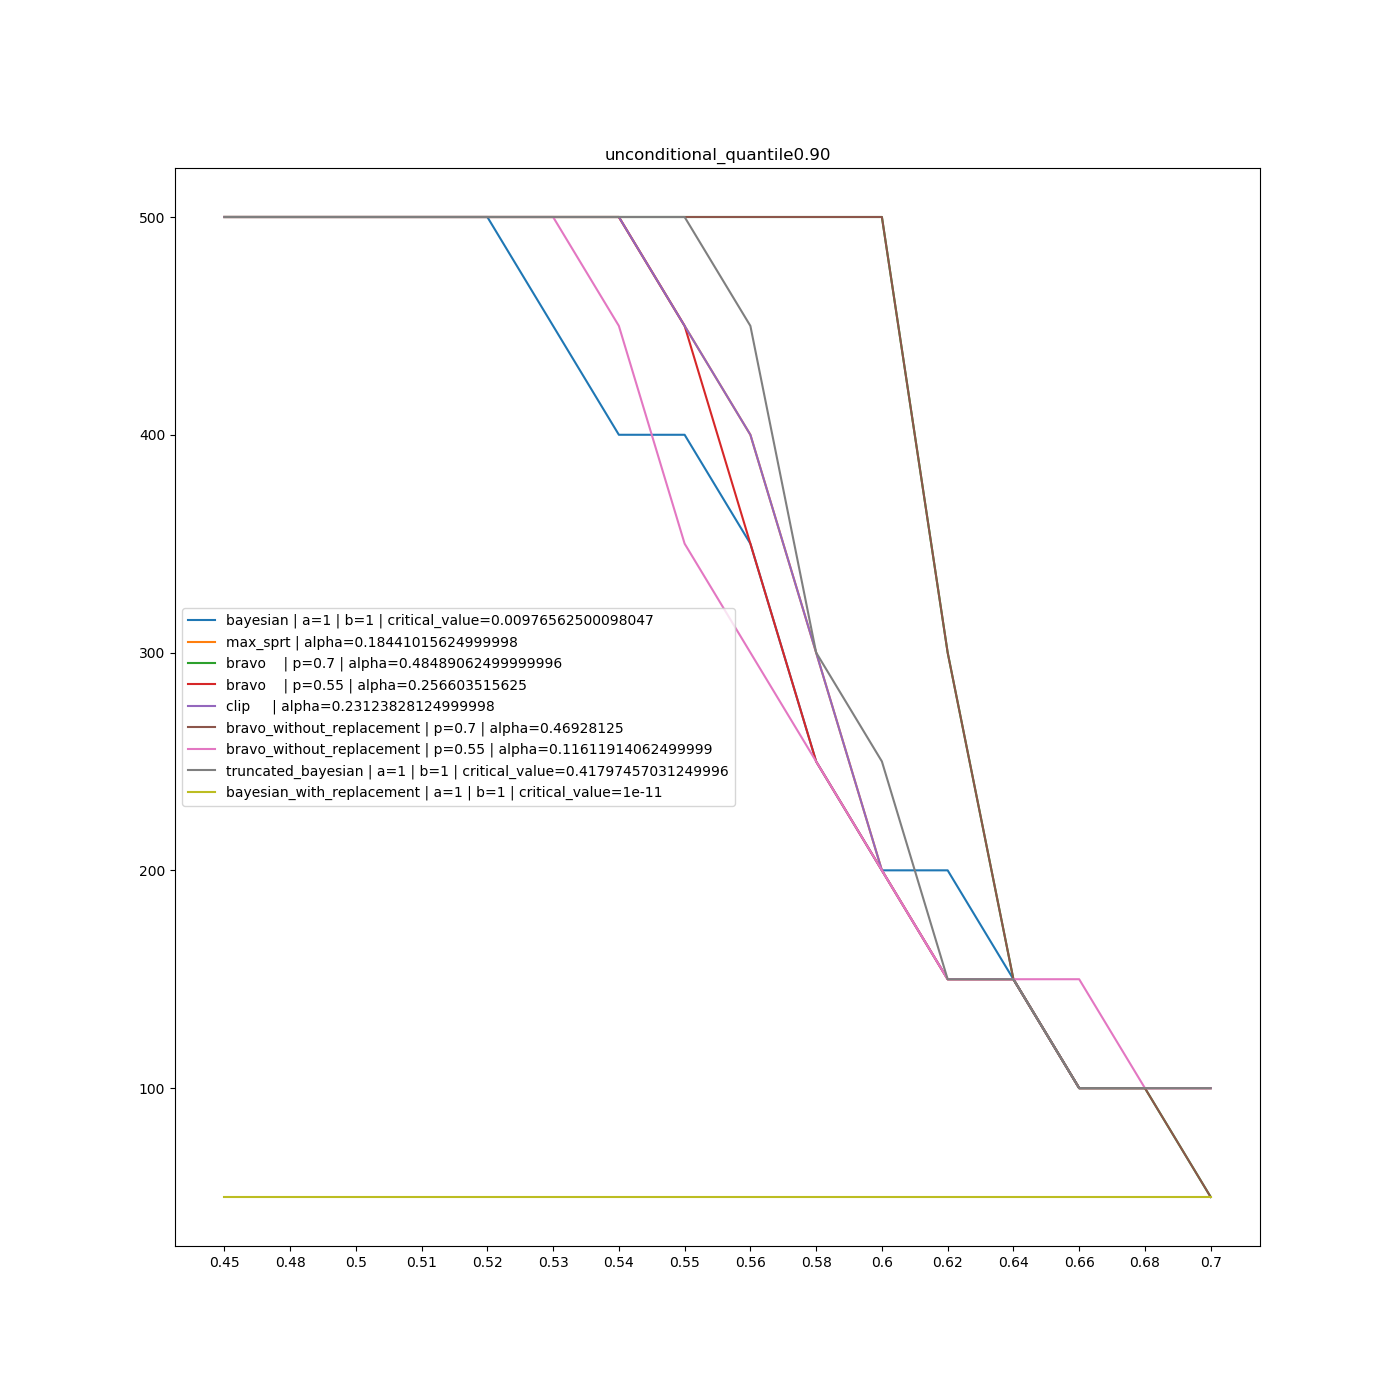 unconditional_quantile0.90
500
400
300
200
100
bayesian | a=1 | b=1 | critical_value=0.00976562500098047
max_sprt | alpha=0.18441015624999998
bravo    | p=0.7 | alpha=0.48489062499999996
bravo    | p=0.55 | alpha=0.256603515625
clip     | alpha=0.23123828124999998
bravo_without_replacement | p=0.7 | alpha=0.46928125
bravo_without_replacement | p=0.55 | alpha=0.11611914062499999
truncated_bayesian | a=1 | b=1 | critical_value=0.41797457031249996
bayesian_with_replacement | a=1 | b=1 | critical_value=1e-11
0.45 0.48 0.5 0.51 0.52 0.53 0.54 0.55 0.56 0.58 0.6 0.62 0.64 0.66 0.68 0.7